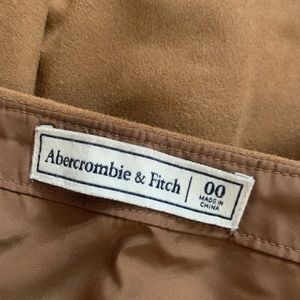 Abercrombie & Fitch
00
MADE IN
CHINA